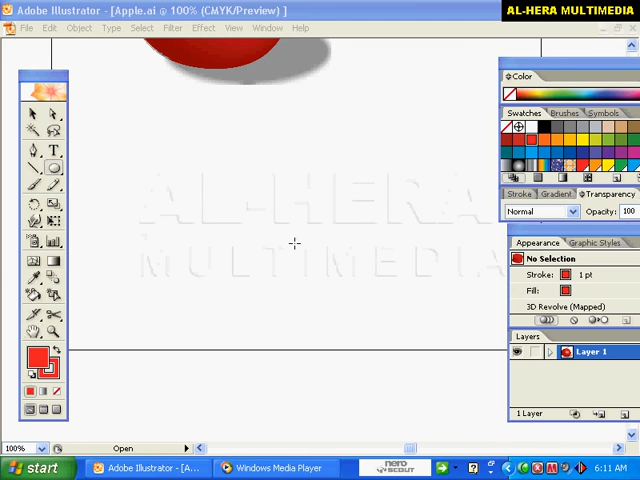 Adobe Illustrator - [Apple.ai @ 100% (CMYK/Preview) ]
AL-HERA MULTIMEDIA
File Edit Object Type Select Filter Effect View Window Help
Color
Swatches Brushes Symbols
Stroke Gradient Transparency
Normal Opacity: 100
AL-HERA
MULTIMEDIA
Appearance Graphic Styles
No Selection
Stroke: 1 pt
Fill:
3D Revolve (Mapped)
Layers
Layer 1
1 Layer
100% Open
start Adobe Illustrator - [A... Windows Media Player nero SCOUT 6:11 AM